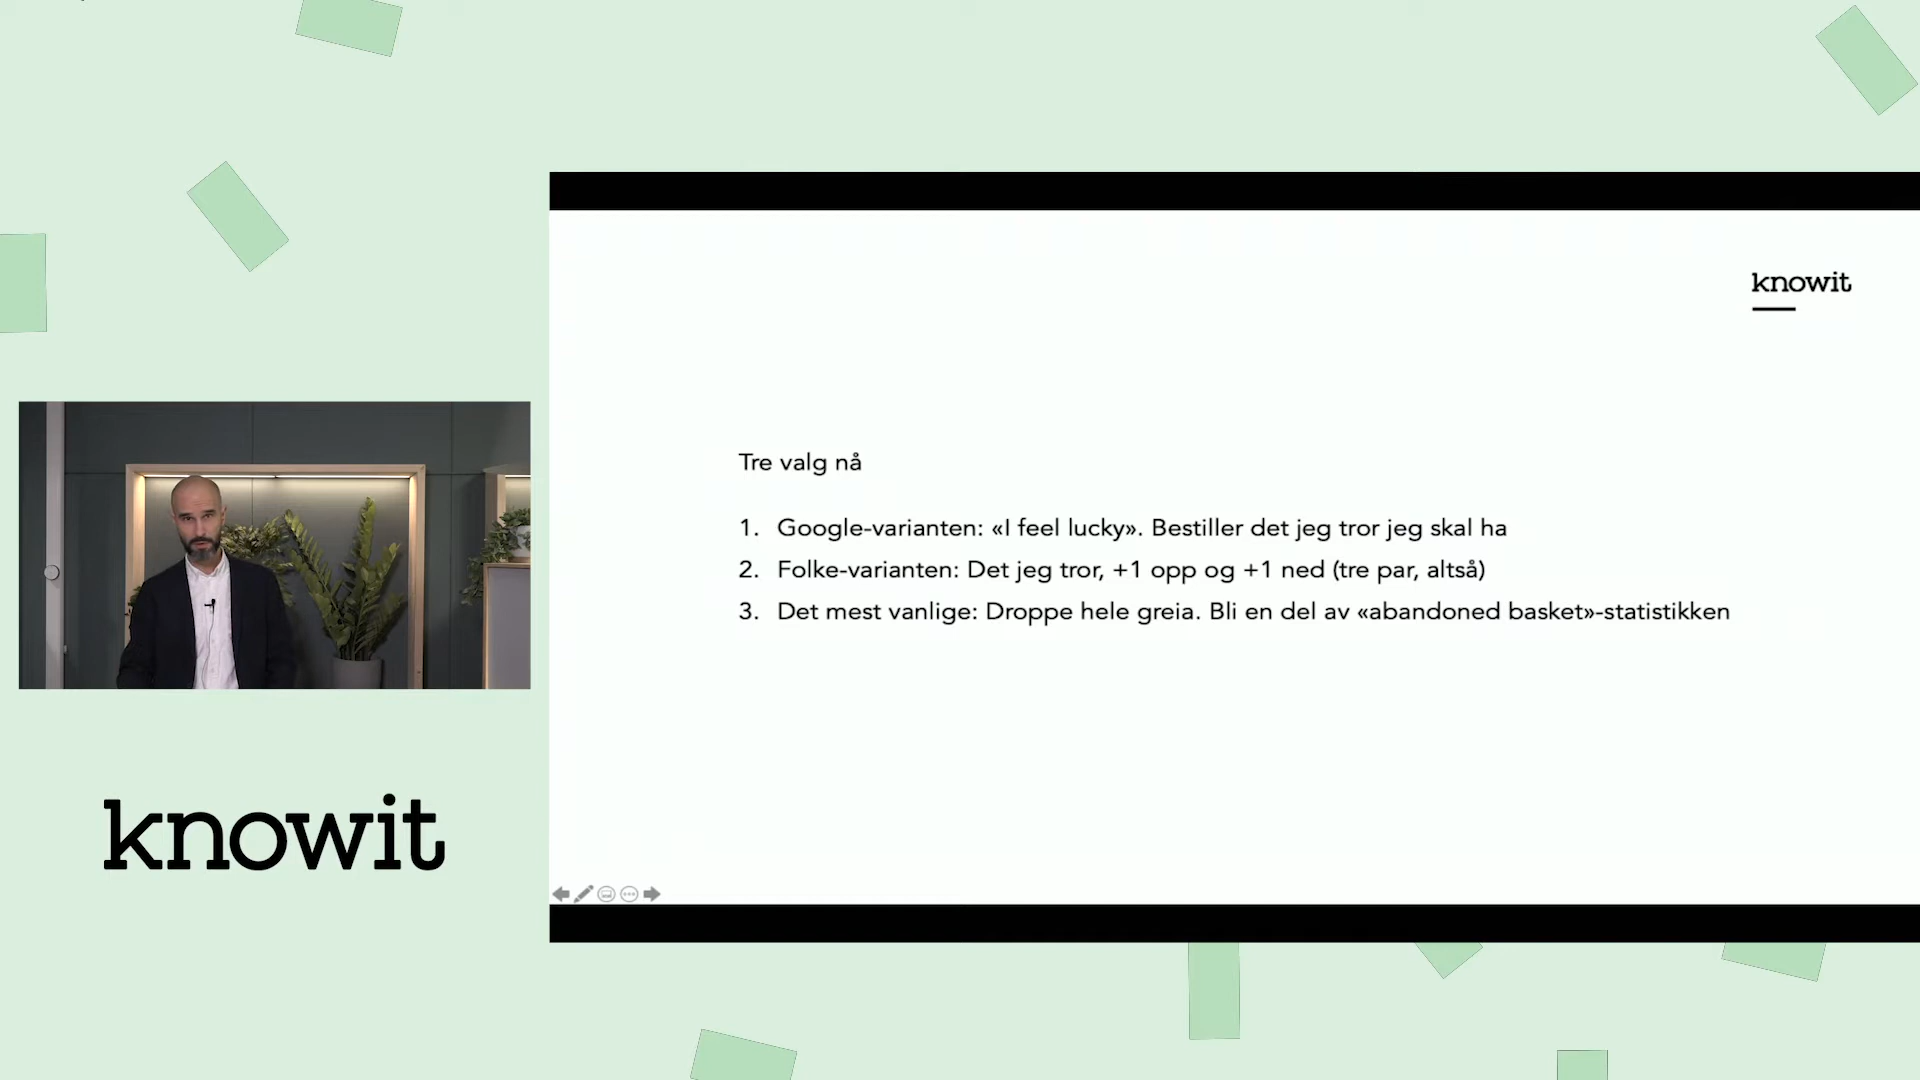 knowit
Tre valg nå
1. Google-varianten: «I feel lucky». Bestiller det jeg tror jeg skal ha
2. Folke-varianten: Det jeg tror, +1 opp og +1 ned (tre par, altså)
3. Det mest vanlige: Droppe hele greia. Bli en del av «abandoned basket»-statistikken
knowit